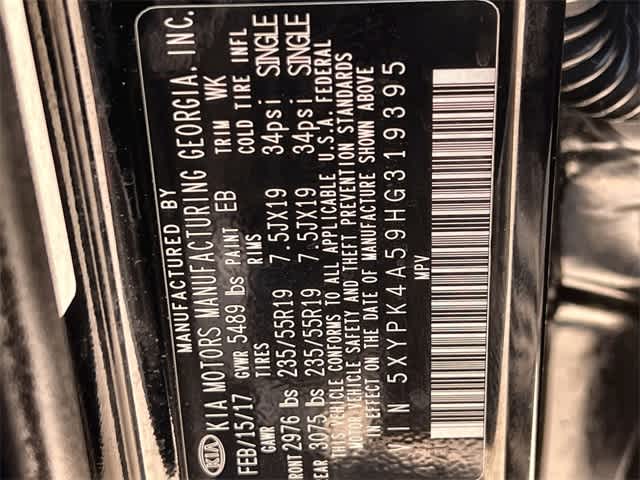 MANUFACTURED BY
KIA KIA MOTORS MANUFACTURING GEORGIA, INC.
FEB/15/17 TRIM WK
GVWR 5489 lbs PAINT EB
GAWR TIRES RIMS COLD TIRE INFL
RONT 2976 lbs 235/55R19 7.5JX19 34psi SINGLE
EAR 3075 lbs 235/55R19 7.5JX19 34psi SINGLE
THIS VEHICLE CONFORMS TO ALL APPLICABLE U.S.A. FEDERAL
MOTOR VEHICLE SAFETY AND THEFT PREVENTION STANDARDS
IN EFFECT ON THE DATE OF MANUFACTURE SHOWN ABOVE
VIN 5XYPK4A59HG319395
MPV